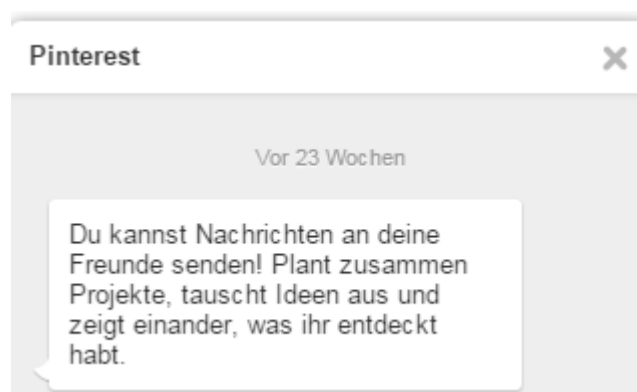 Pinterest
Vor 23 Wochen
Du kannst Nachrichten an deine
Freunde senden! Plant zusammen
Projekte, tauscht Ideen aus und
zeigt einander, was ihr entdeckt
habt.